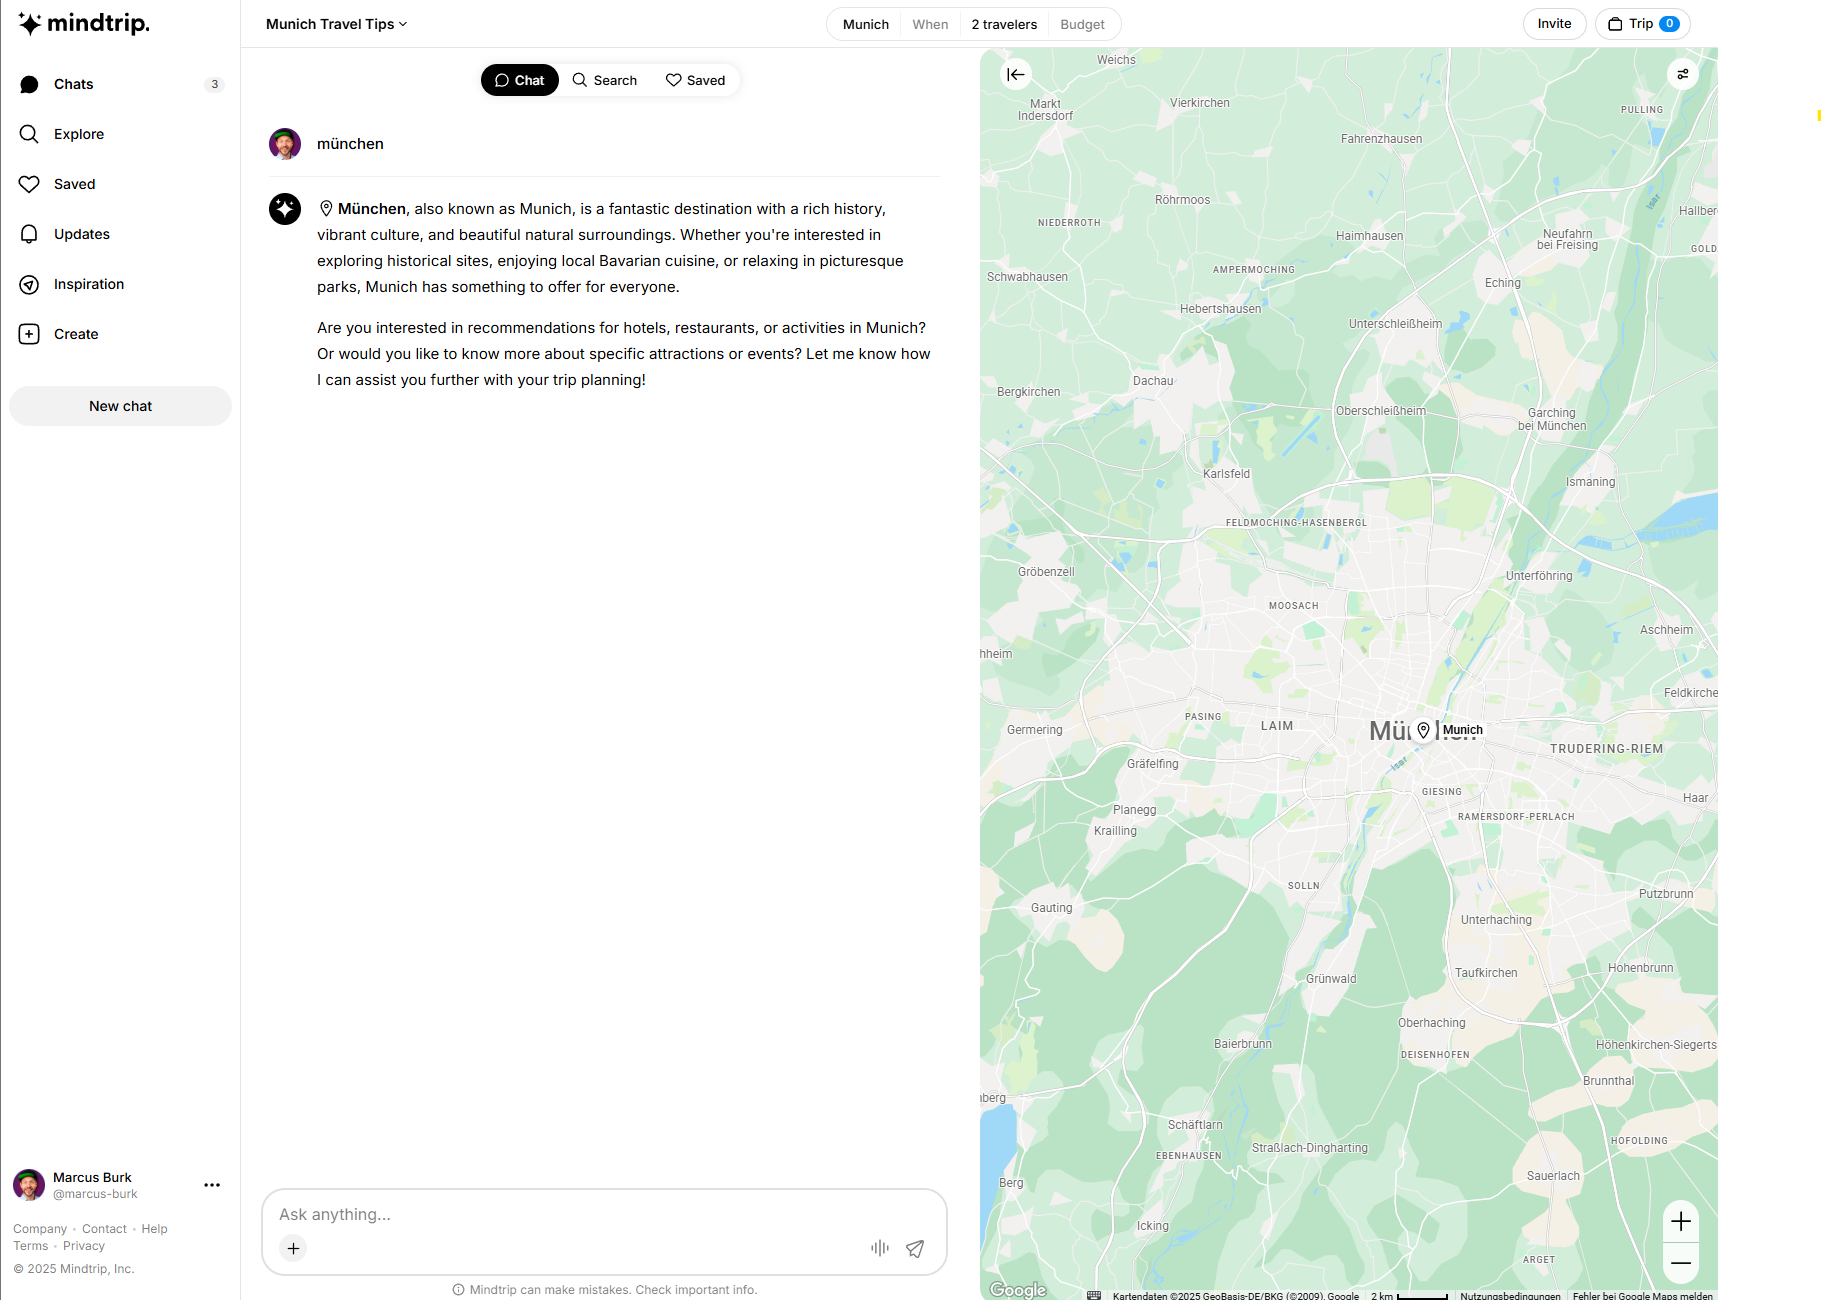 mindtrip.
Munich Travel Tips
Munich When 2 travelers Budget
Invite
Trip 0
Chats 3
Explore
Saved
Updates
Inspiration
Create
New chat
Chat Search Saved
münchen
München, also known as Munich, is a fantastic destination with a rich history,
vibrant culture, and beautiful natural surroundings. Whether you're interested in
exploring historical sites, enjoying local Bavarian cuisine, or relaxing in picturesque
parks, Munich has something to offer for everyone.
Are you interested in recommendations for hotels, restaurants, or activities in Munich?
Or would you like to know more about specific attractions or events? Let me know how
I can assist you further with your trip planning!
Marcus Burk
@marcus-burk
Company • Contact • Help
Terms • Privacy
© 2025 Mindtrip, Inc.
Ask anything...
Mindtrip can make mistakes. Check important info.
Weichs
Markt
Indersdorf
Vierkirchen
PULLING
Fahrenzhausen
Röhrmoos
Isar
Hallber
NIEDERROTH
Haimhausen
Neufahrn
bei Freising
GOLD
AMPERMOCHING
Schwabhausen
Eching
Hebertshausen
Unterschleißheim
Dachau
Bergkirchen
Oberschleißheim
Garching
bei München
Karlsfeld
Ismaning
FELDMOCHING-HASENBERGL
Gröbenzell
Unterföhring
MOOSACH
Aschheim
hheim
Feldkirche
PASING
LAIM
Germering
Munich
TRUDERING-RIEM
Gräfelfing
Isar
GIESING
Haar
Planegg
RAMERSDORF-PERLACH
Krailling
SOLLN
Putzbrunn
Gauting
Unterhaching
Hohenbrunn
Taufkirchen
Grünwald
Oberhaching
Baierbrunn
Höhenkirchen-Siegerts
DEISENHOFEN
Brunnthal
nberg
Schäftlarn
HOFOLDING
Straßlach-Dingharting
EBENHAUSEN
Sauerlach
Berg
Icking
ARGET
Google
Kartendaten ©2025 GeoBasis-DE/BKG (©2009), Google 2 km Nutzungsbedingungen Fehler bei Google Maps melden